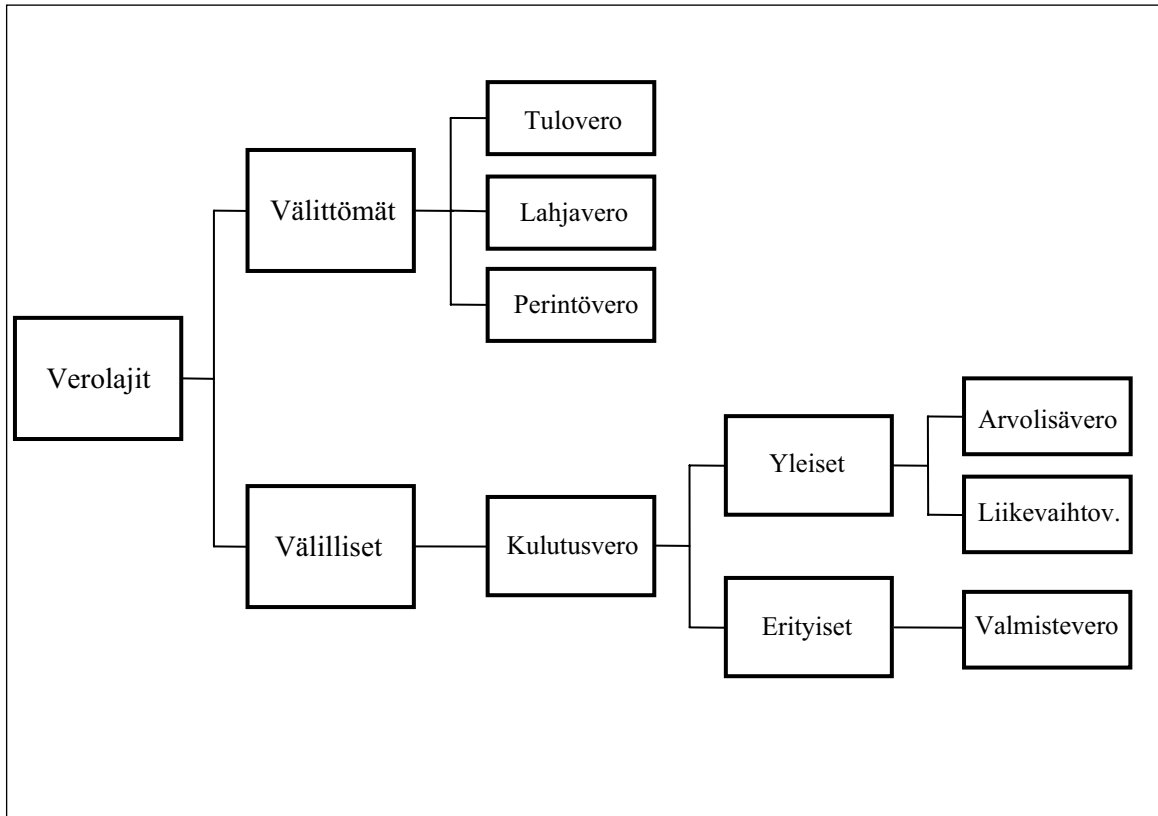 Verolajit
Välittömät
Tulovero
Lahjavero
Perintövero
Välilliset
Kulutusvero
Yleiset
Arvolisävero
Liikevaihtov.
Erityiset
Valmistevero